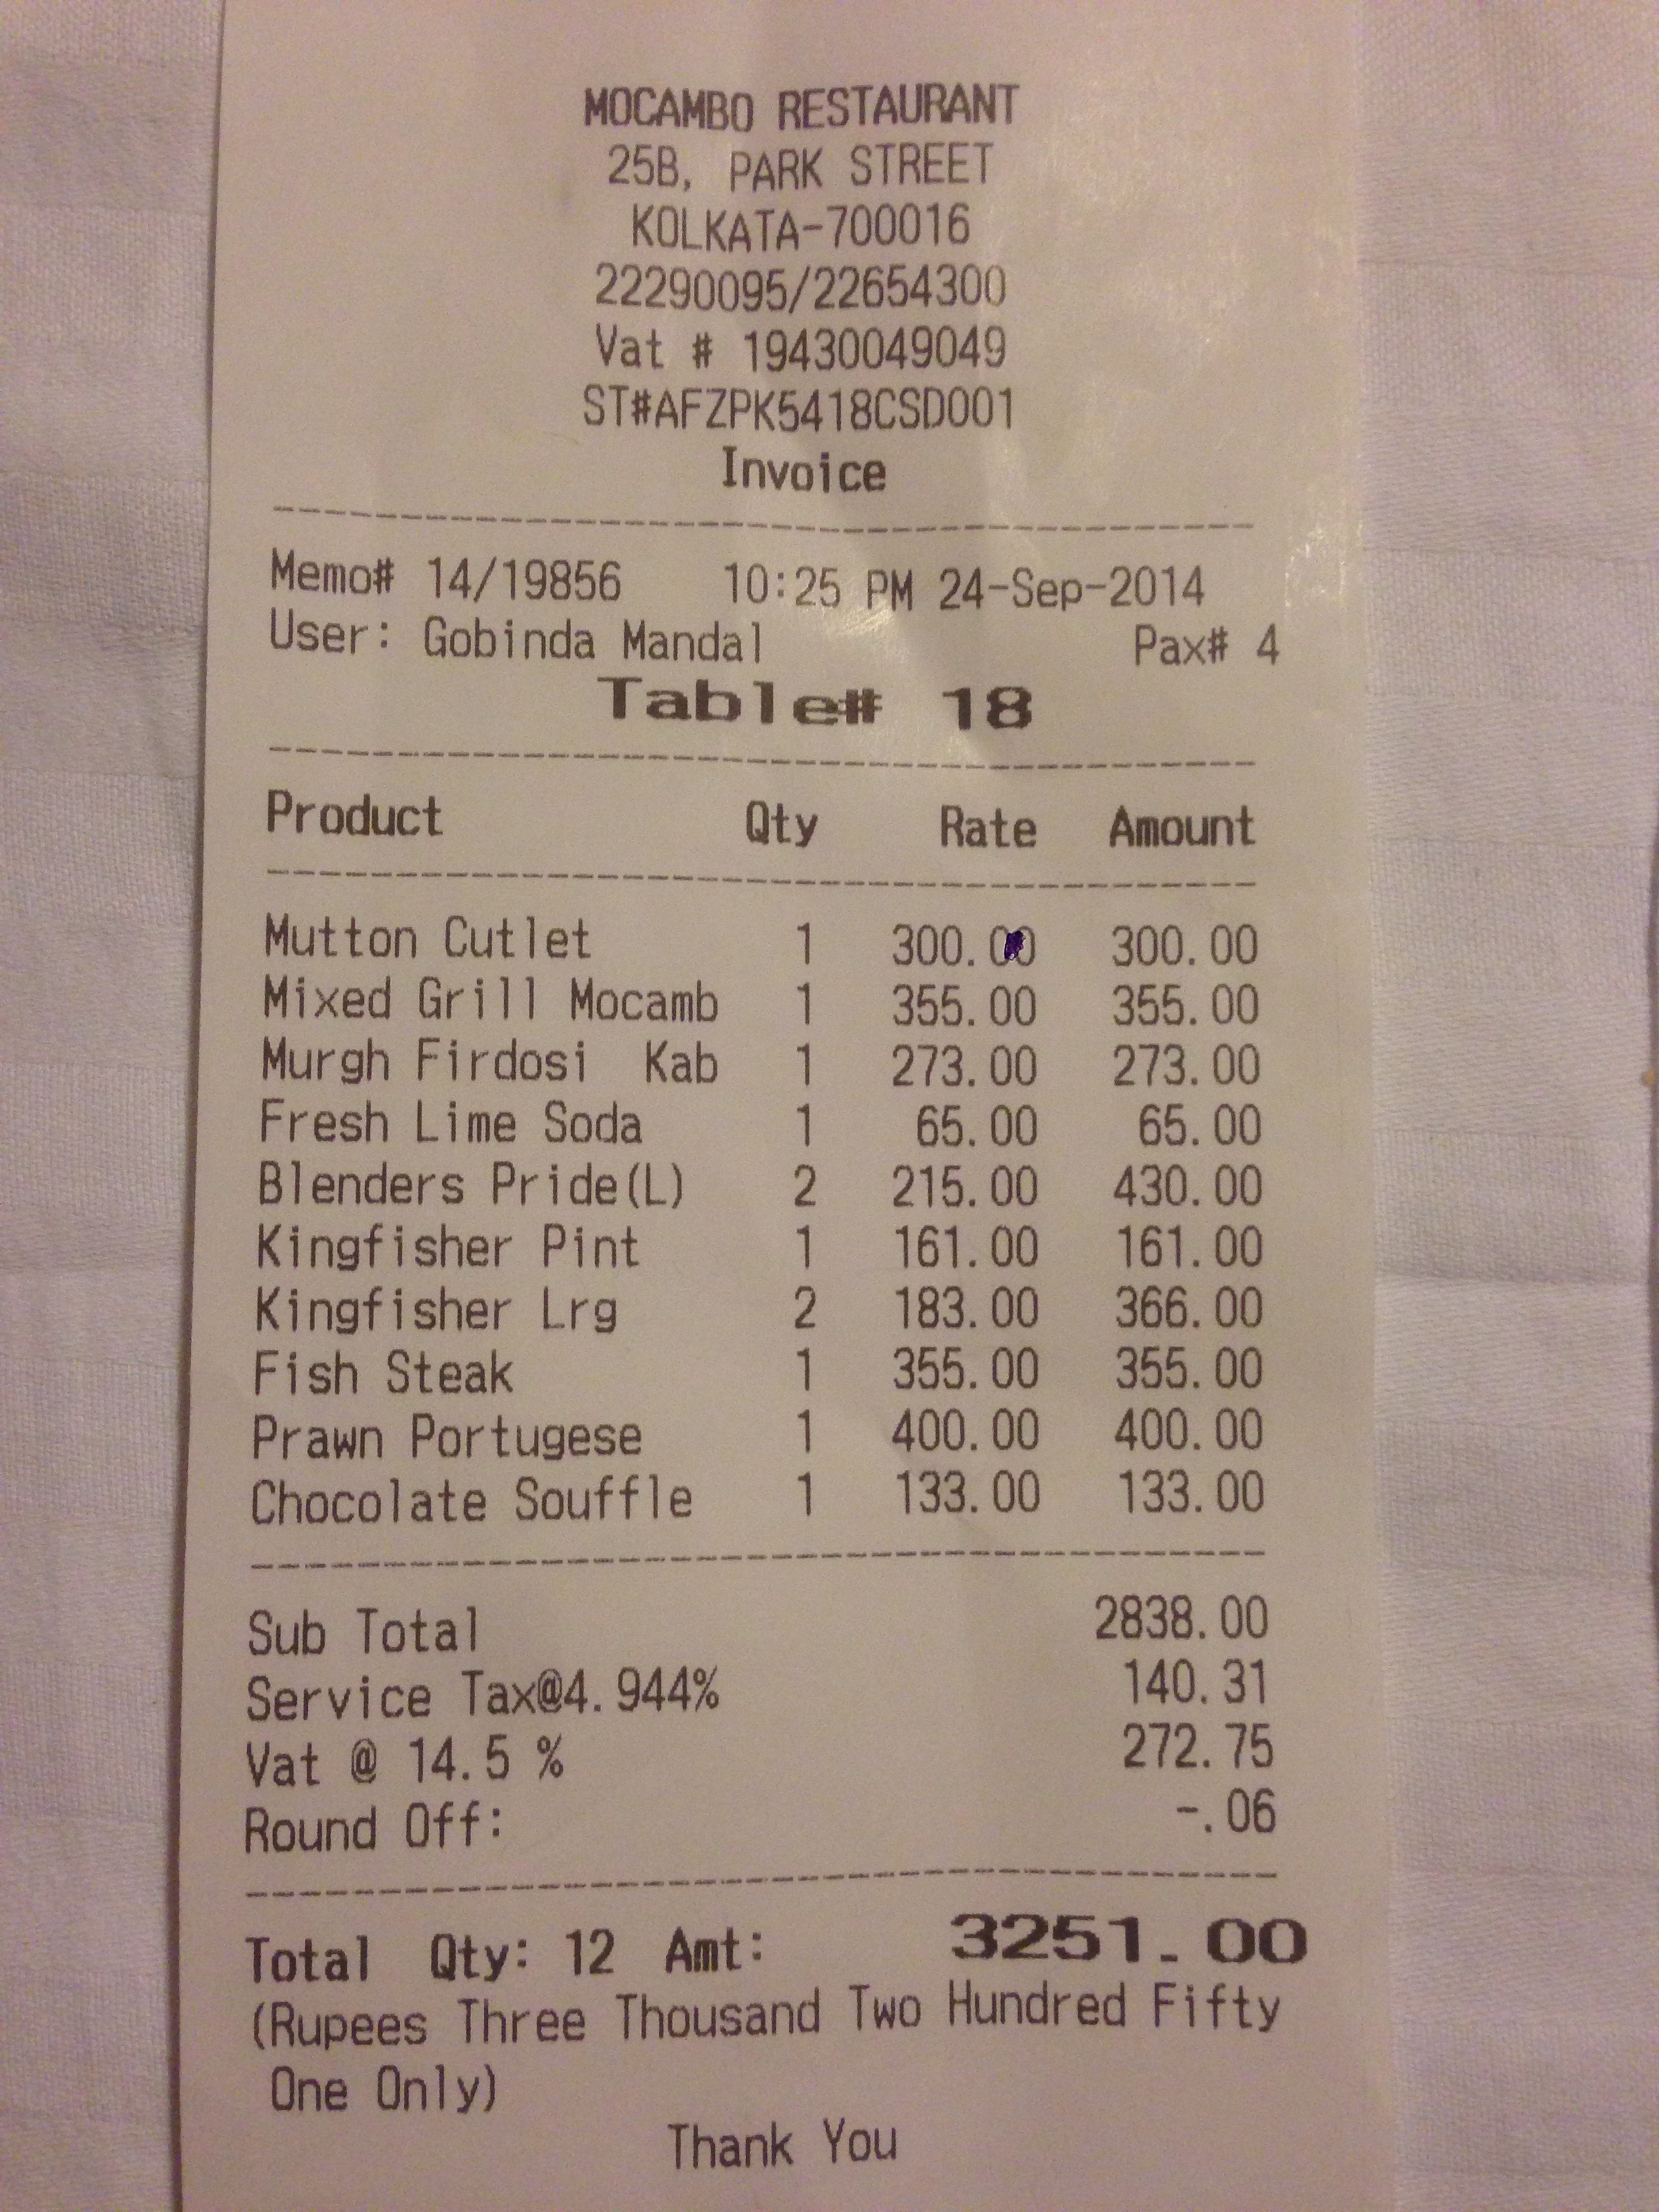 MOCAMBO RESTAURANT
25B, PARK STREET
KOLKATA-700016
22290095/22654300
Vat # 19430049049
ST#AFZPK5418CSD001
Invoice
Memo# 14/19856 10:25 PM 24-Sep-2014
User: Gobinda Mandal Pax# 4
Table# 18
Product Qty Rate Amount
Mutton Cutlet 1 300.00 300.00
Mixed Grill Mocamb 1 355.00 355.00
Murgh Firdosi Kab 1 273.00 273.00
Fresh Lime Soda 1 65.00 65.00
Blenders Pride(L) 2 215.00 430.00
Kingfisher Pint 1 161.00 161.00
Kingfisher Lrg 2 183.00 366.00
Fish Steak 1 355.00 355.00
Prawn Portugese 1 400.00 400.00
Chocolate Souffle 1 133.00 133.00
Sub Total 2838.00
Service Tax@4.944% 140.31
Vat @ 14.5 % 272.75
Round Off: -.06
Total Qty: 12 Amt: 3251.00
(Rupees Three Thousand Two Hundred Fifty
One Only)
Thank You